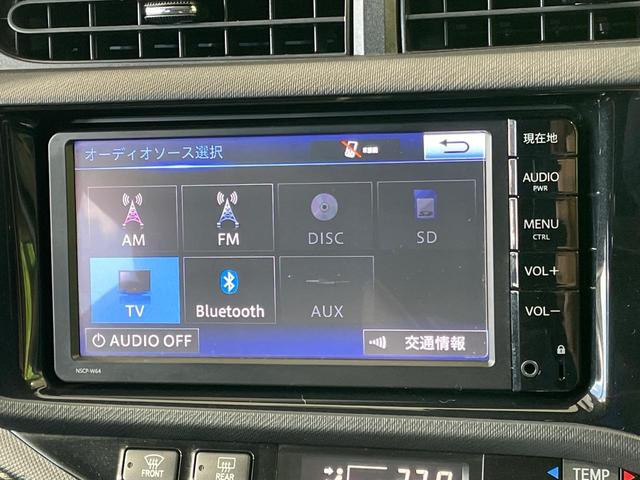 オーディオソース選択
現在地
AUDIO
PWR
AM
FM
DISC
SD
MENU
CTRL
TV
Bluetooth
AUX
VOL+
VOL−
AUDIO OFF
交通情報
NSCP-W64
FRONT
REAR
TEMP